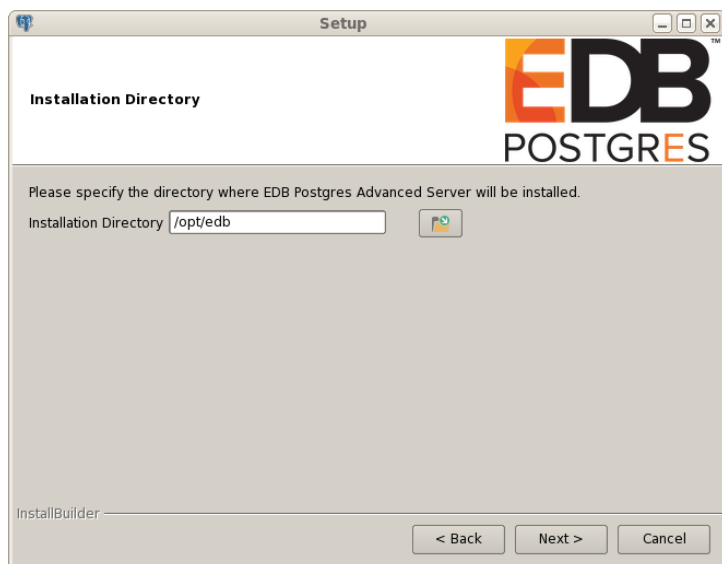 Setup
EDB™
POSTGRES
Installation Directory
Please specify the directory where EDB Postgres Advanced Server will be installed.
Installation Directory /opt/edb
InstallBuilder
< Back Next > Cancel